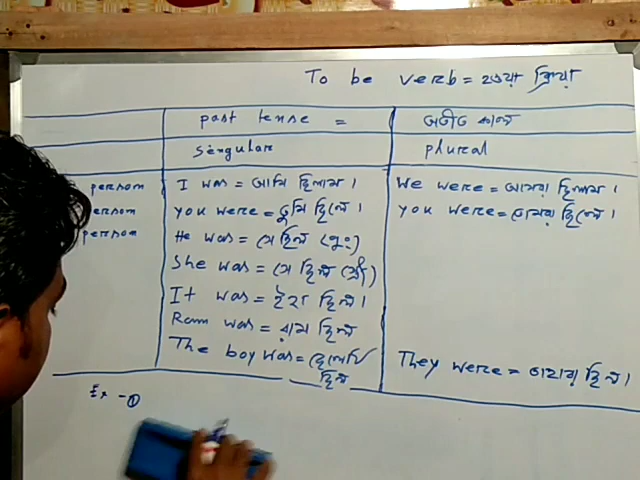 To be verb = হওয়া ক্রিয়া
past tense = অতীত কাল
Singular plural
person I was = আমি ছিলাম। We were = আমরা ছিলাম।
erson you were = তুমি ছিলে। you were = তোমরা ছিলে।
person He was = সে ছিল (পুঃ)
She was = সে ছিল (স্ত্রী)
It was = ইহা ছিল।
Ram was = রাম ছিল
The boy was = ছেলেটি ছিল They were = তাহারা ছিল।
Ex -①